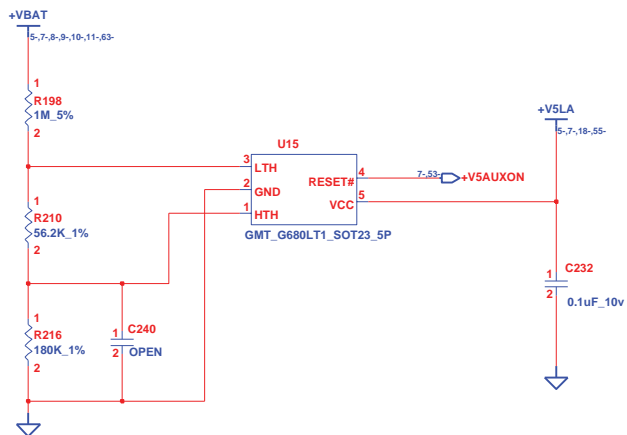 +VBAT
5-,7-,8-,9-,10-,11-,63-
1
R198
1M_5%
2
+V5LA
5-,7-,18-,55-
U15
3
LTH
4
RESET#
7-,53-
+V5AUXON
2
GND
5
VCC
1
HTH
GMT_G680LT1_SOT23_5P
1
R210
56.2K_1%
2
1
C232
2
0.1uF_10v
1
R216
180K_1%
2
1
C240
2
OPEN